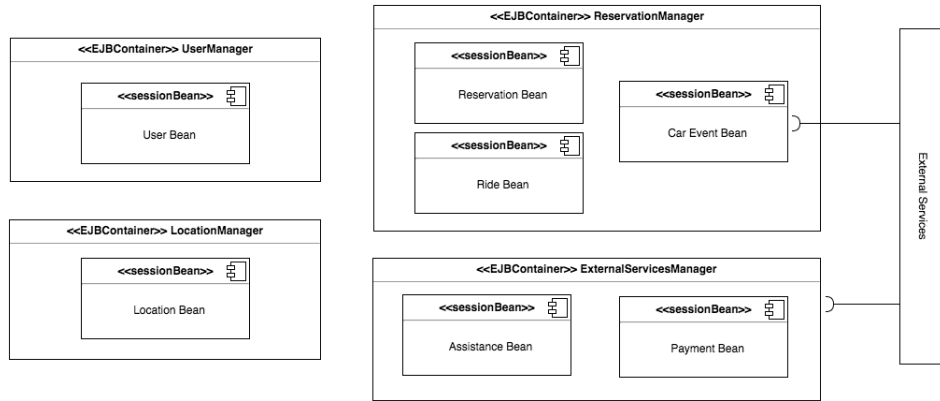 <<EJBContainer>> UserManager
<<sessionBean>>
User Bean
<<EJBContainer>> LocationManager
<<sessionBean>>
Location Bean
<<EJBContainer>> ReservationManager
<<sessionBean>>
Reservation Bean
<<sessionBean>>
Ride Bean
<<sessionBean>>
Car Event Bean
<<EJBContainer>> ExternalServicesManager
<<sessionBean>>
Assistance Bean
<<sessionBean>>
Payment Bean
External Services